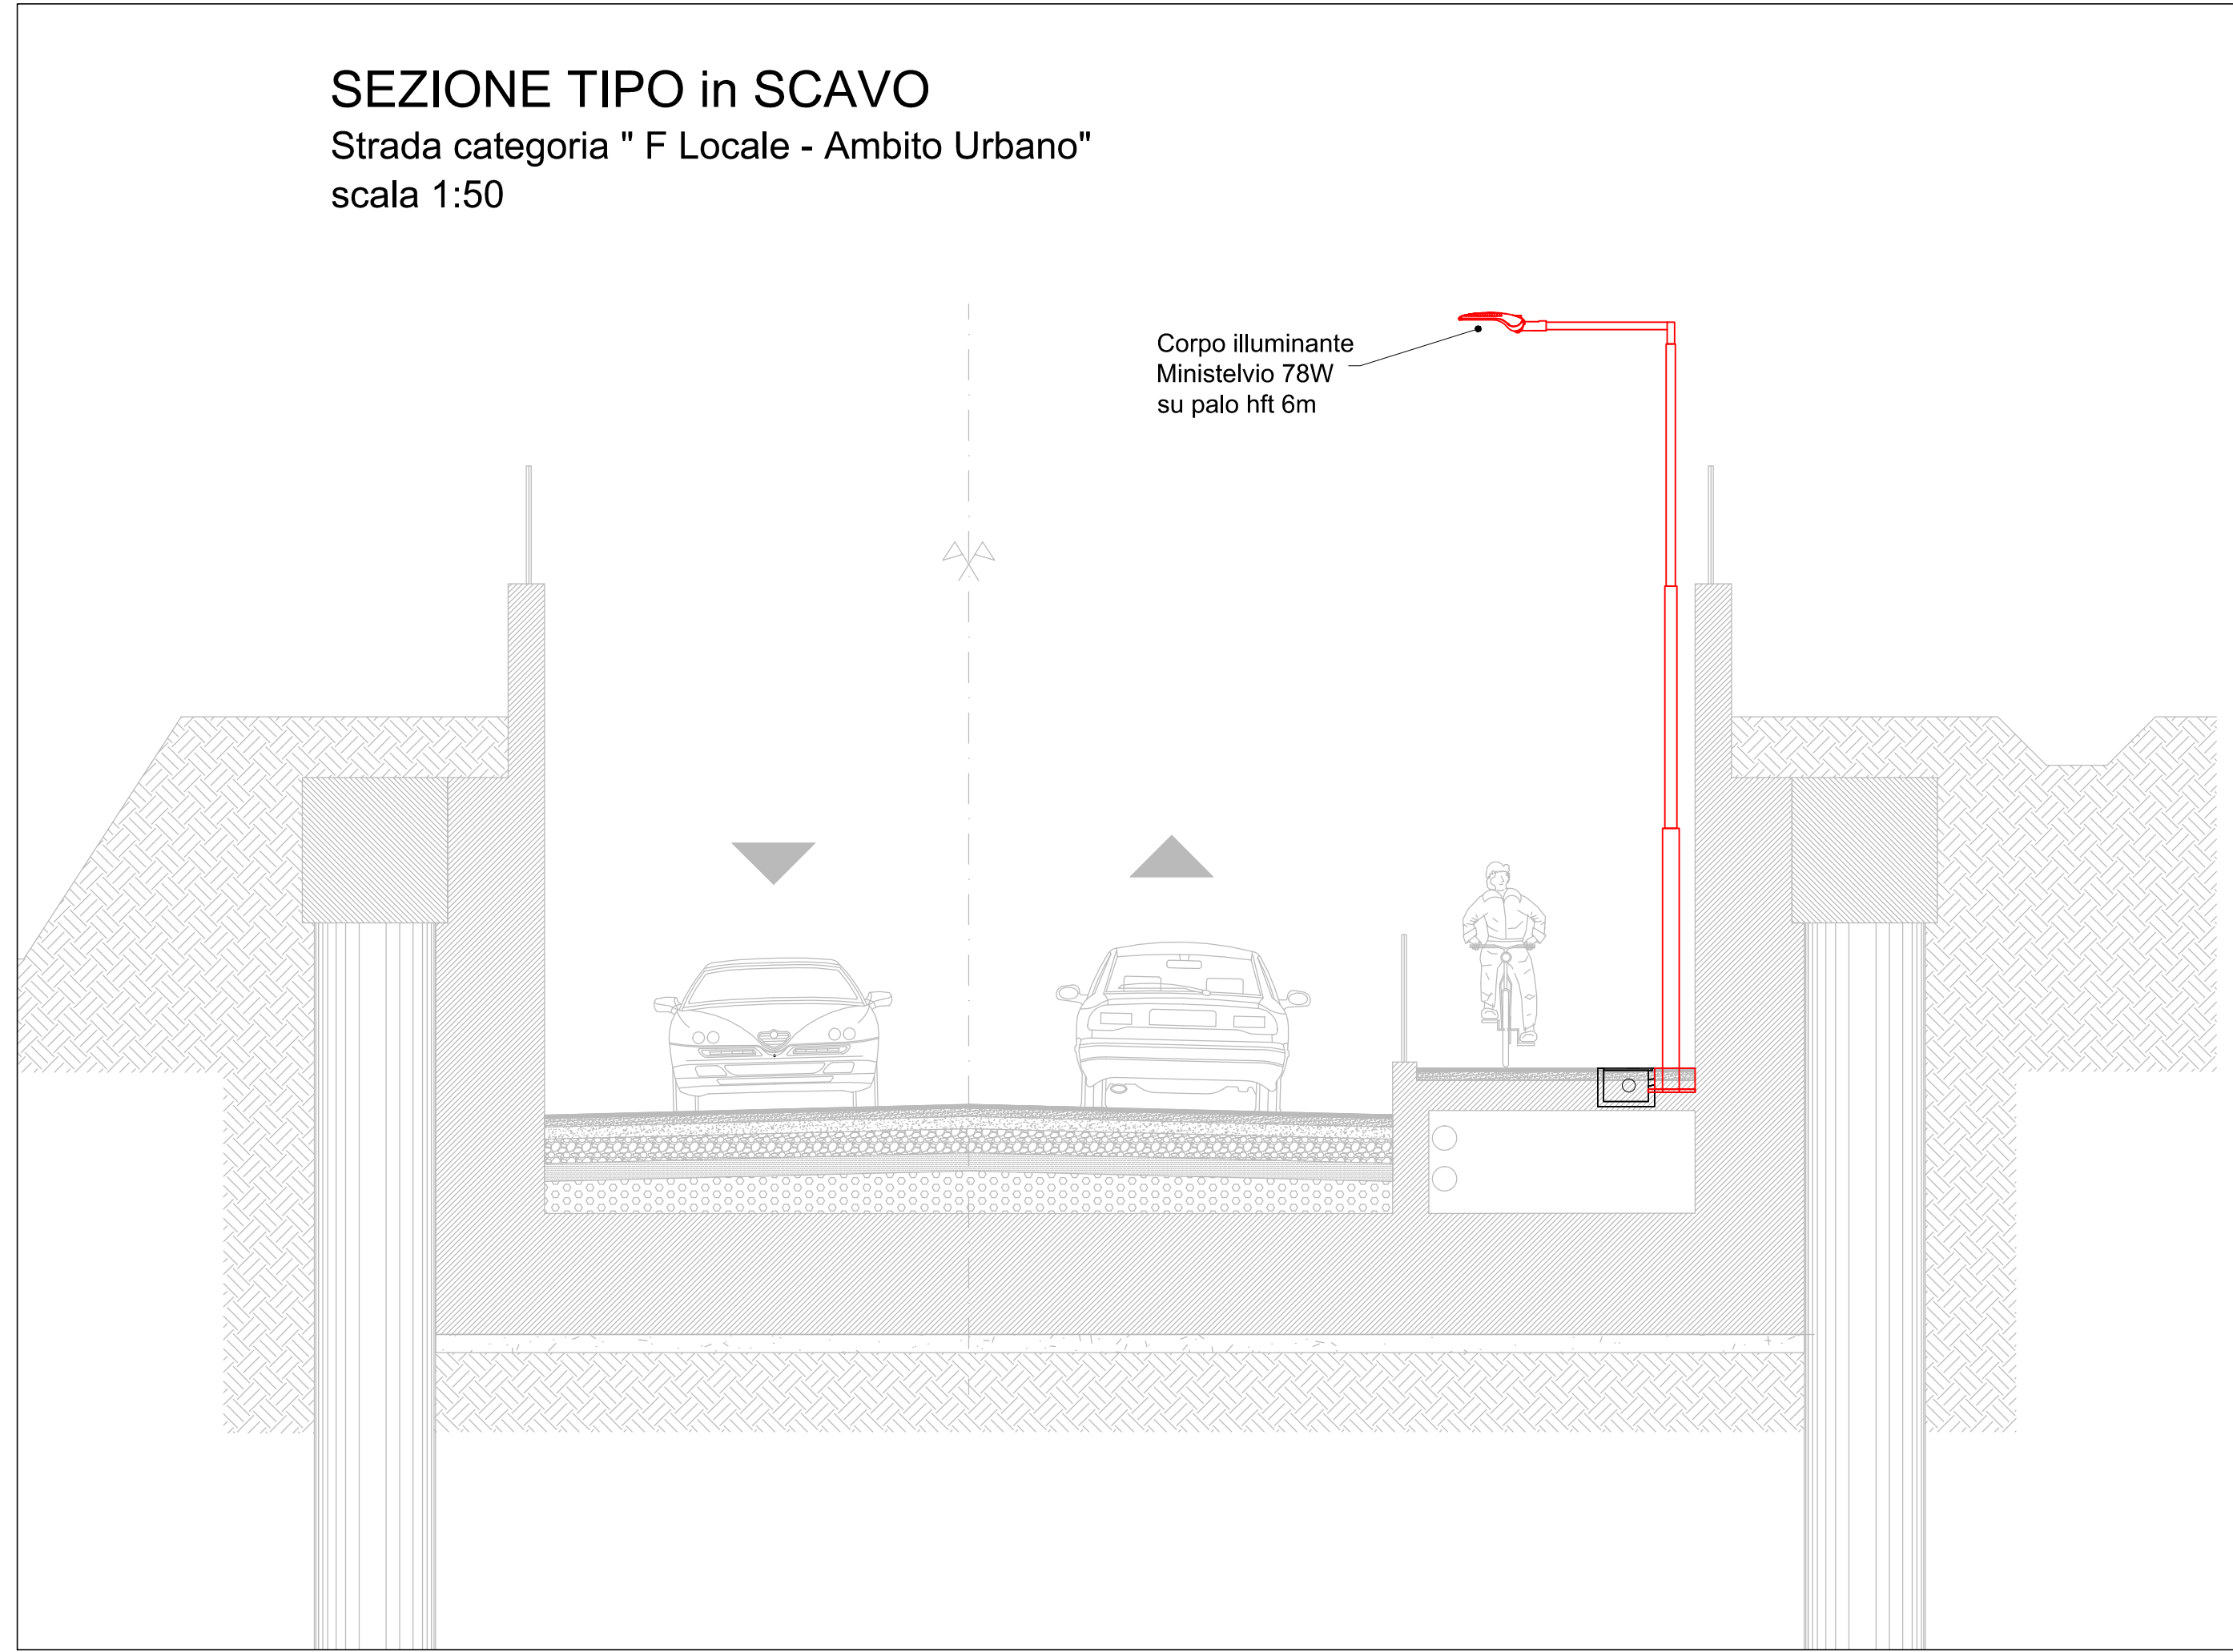 SEZIONE TIPO in SCAVO
Strada categoria " F Locale - Ambito Urbano"
scala 1:50
Corpo illuminante
Ministelvio 78W
su palo hft 6m